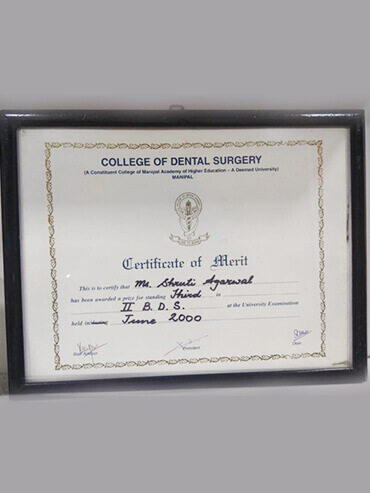 COLLEGE OF DENTAL SURGERY
(A Constituent College of Manipal Academy of Higher Education – A Deemed University)
MANIPAL
Certificate of Merit
This is to certify that Ms. Shruti Agarwal
has been awarded a prize for standing Third in
II B.D.S. at the University Examination
held June 2000
President
Dean